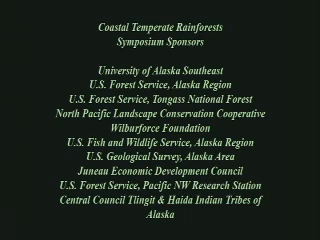 Coastal Temperate Rainforests
Symposium Sponsors
University of Alaska Southeast
U.S. Forest Service, Alaska Region
U.S. Forest Service, Tongass National Forest
North Pacific Landscape Conservation Cooperative
Wilburforce Foundation
U.S. Fish and Wildlife Service, Alaska Region
U.S. Geological Survey, Alaska Area
Juneau Economic Development Council
U.S. Forest Service, Pacific NW Research Station
Central Council Tlingit & Haida Indian Tribes of
Alaska